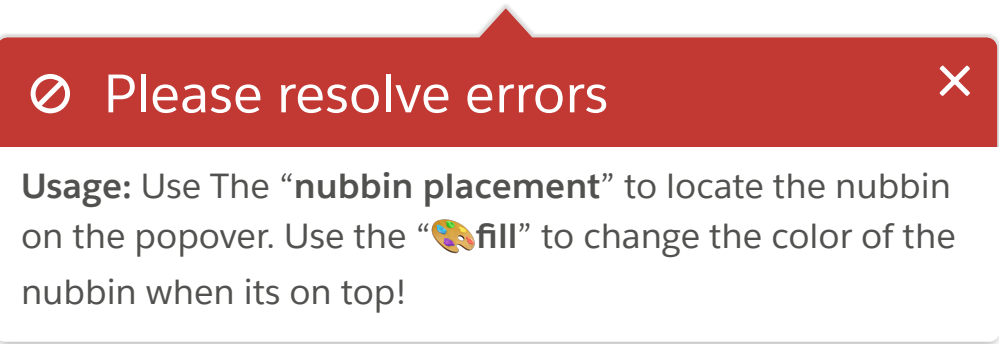 Please resolve errors
Usage: Use The “nubbin placement” to locate the nubbin
on the popover. Use the “🎨fill” to change the color of the
nubbin when its on top!